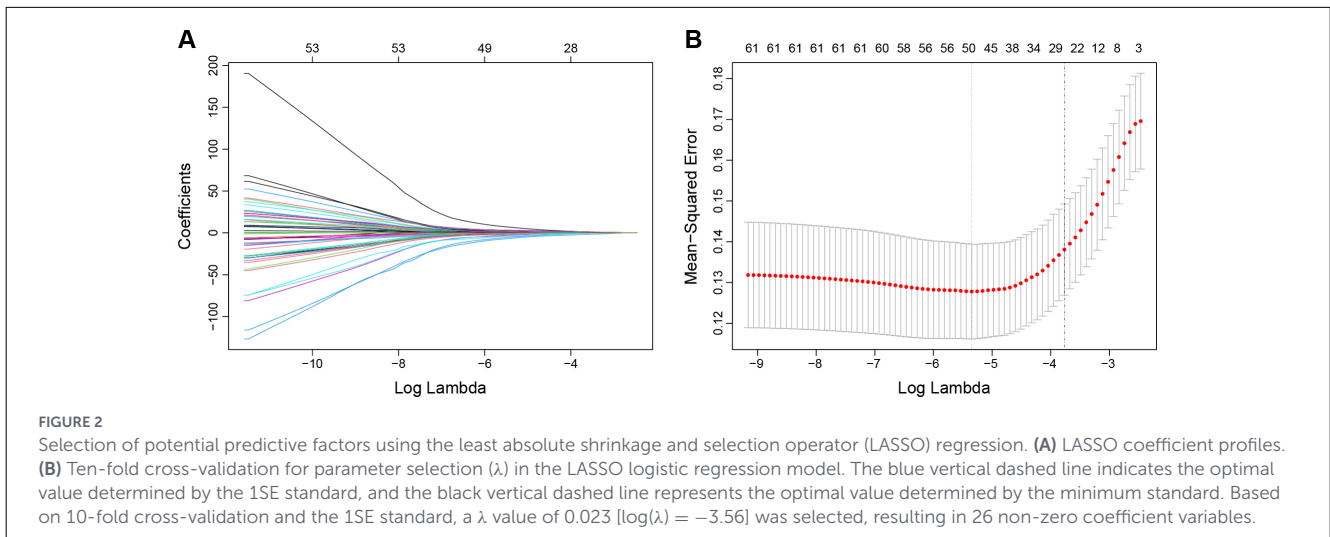 A
B
53 53 49 28
61 61 61 61 61 61 60 58 56 56 50 45 38 34 29 22 12 8 3
200
150
100
50
0
−50
−100
Coefficients
−10 −8 −6 −4
Log Lambda
0.18
0.17
0.16
0.15
0.14
0.13
0.12
Mean−Squared Error
−9 −8 −7 −6 −5 −4 −3
Log Lambda
FIGURE 2
Selection of potential predictive factors using the least absolute shrinkage and selection operator (LASSO) regression. (A) LASSO coefficient profiles.
(B) Ten-fold cross-validation for parameter selection (λ) in the LASSO logistic regression model. The blue vertical dashed line indicates the optimal
value determined by the 1SE standard, and the black vertical dashed line represents the optimal value determined by the minimum standard. Based
on 10-fold cross-validation and the 1SE standard, a λ value of 0.023 [log(λ) = −3.56] was selected, resulting in 26 non-zero coefficient variables.